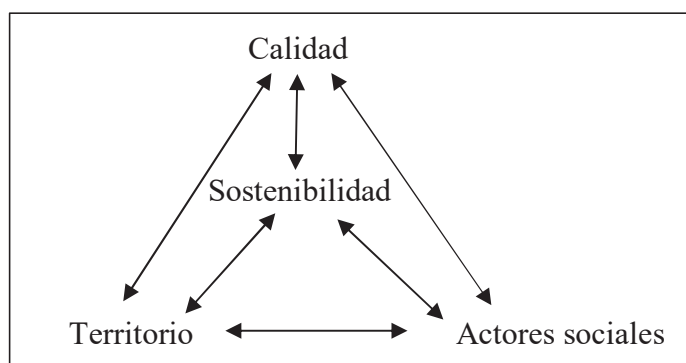 Calidad
Sostenibilidad
Territorio
Actores sociales